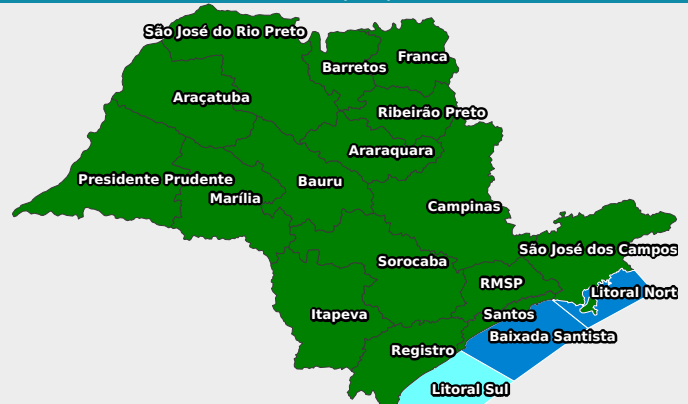 São José do Rio Preto
Franca
Barretos
Araçatuba
Ribeirão Preto
Araraquara
Presidente Prudente
Bauru
Marília
Campinas
São José dos Campos
Sorocaba
RMSP
Litoral Nort
Itapeva
Santos
Baixada Santista
Registro
Litoral Sul